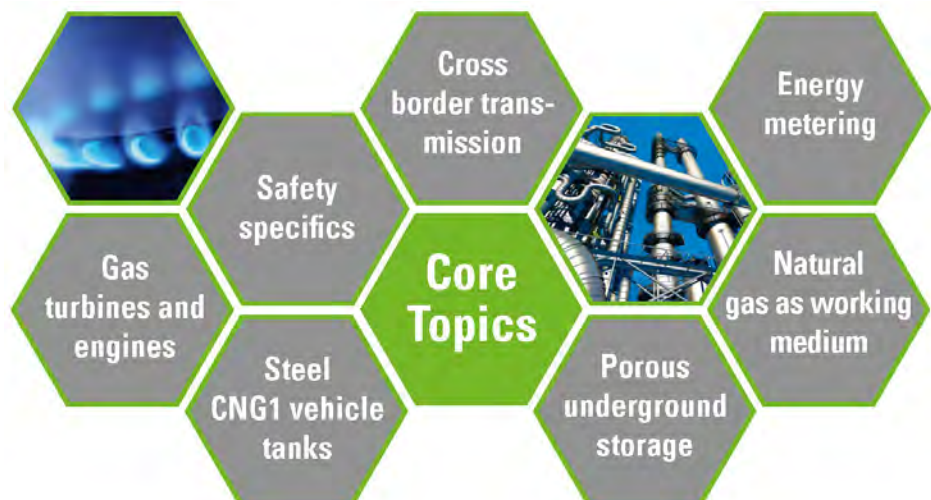 Cross
border trans-
mission
Energy
metering
Safety
specifics
Gas
turbines and
engines
Core
Topics
Natural
gas as working
medium
Steel
CNG1 vehicle
tanks
Porous
underground
storage